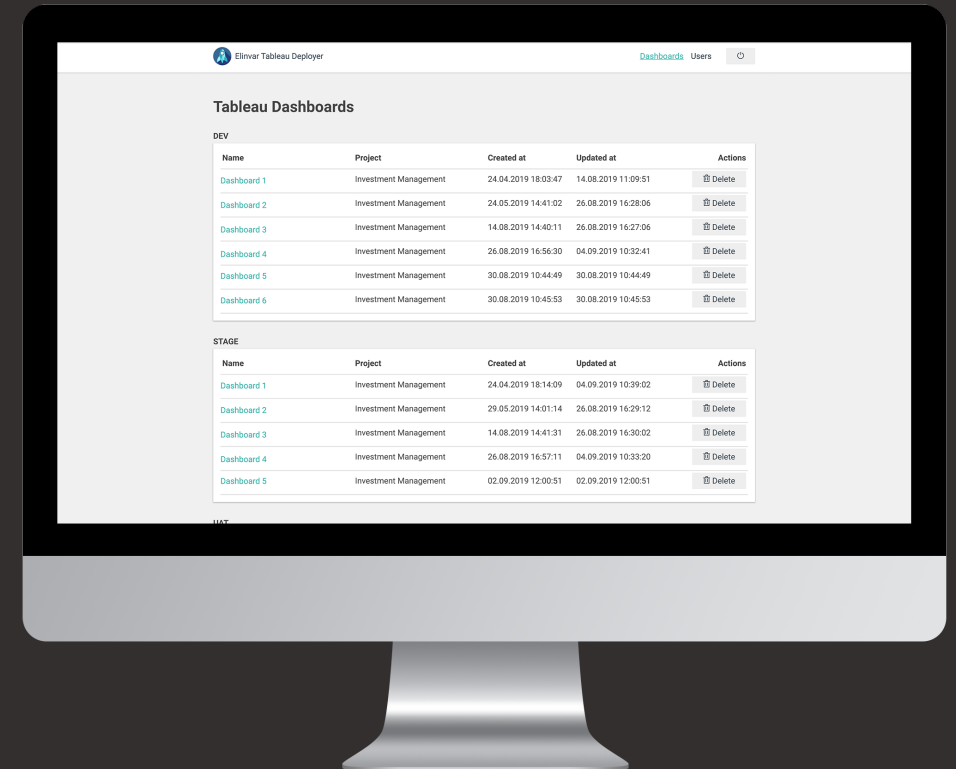 Elinvar Tableau Deployer Dashboards Users
Tableau Dashboards
DEV
Name Project Created at Updated at Actions
Dashboard 1 Investment Management 24.04.2019 18:03:47 14.08.2019 11:09:51 Delete
Dashboard 2 Investment Management 24.05.2019 14:41:02 26.08.2019 16:28:06 Delete
Dashboard 3 Investment Management 14.08.2019 14:40:11 26.08.2019 16:27:06 Delete
Dashboard 4 Investment Management 26.08.2019 16:56:30 04.09.2019 10:32:41 Delete
Dashboard 5 Investment Management 30.08.2019 10:44:49 30.08.2019 10:44:49 Delete
Dashboard 6 Investment Management 30.08.2019 10:45:53 30.08.2019 10:45:53 Delete
STAGE
Name Project Created at Updated at Actions
Dashboard 1 Investment Management 24.04.2019 18:14:09 04.09.2019 10:39:02 Delete
Dashboard 2 Investment Management 29.05.2019 14:01:14 26.08.2019 16:29:12 Delete
Dashboard 3 Investment Management 14.08.2019 14:41:31 26.08.2019 16:30:02 Delete
Dashboard 4 Investment Management 26.08.2019 16:57:11 04.09.2019 10:33:20 Delete
Dashboard 5 Investment Management 02.09.2019 12:00:51 02.09.2019 12:00:51 Delete
UAT